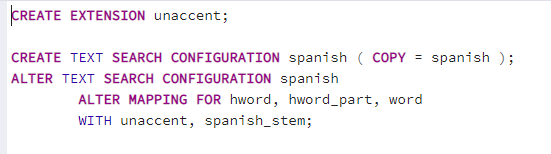 CREATE EXTENSION unaccent;
CREATE TEXT SEARCH CONFIGURATION spanish ( COPY = spanish );
ALTER TEXT SEARCH CONFIGURATION spanish
ALTER MAPPING FOR hword, hword_part, word
WITH unaccent, spanish_stem;